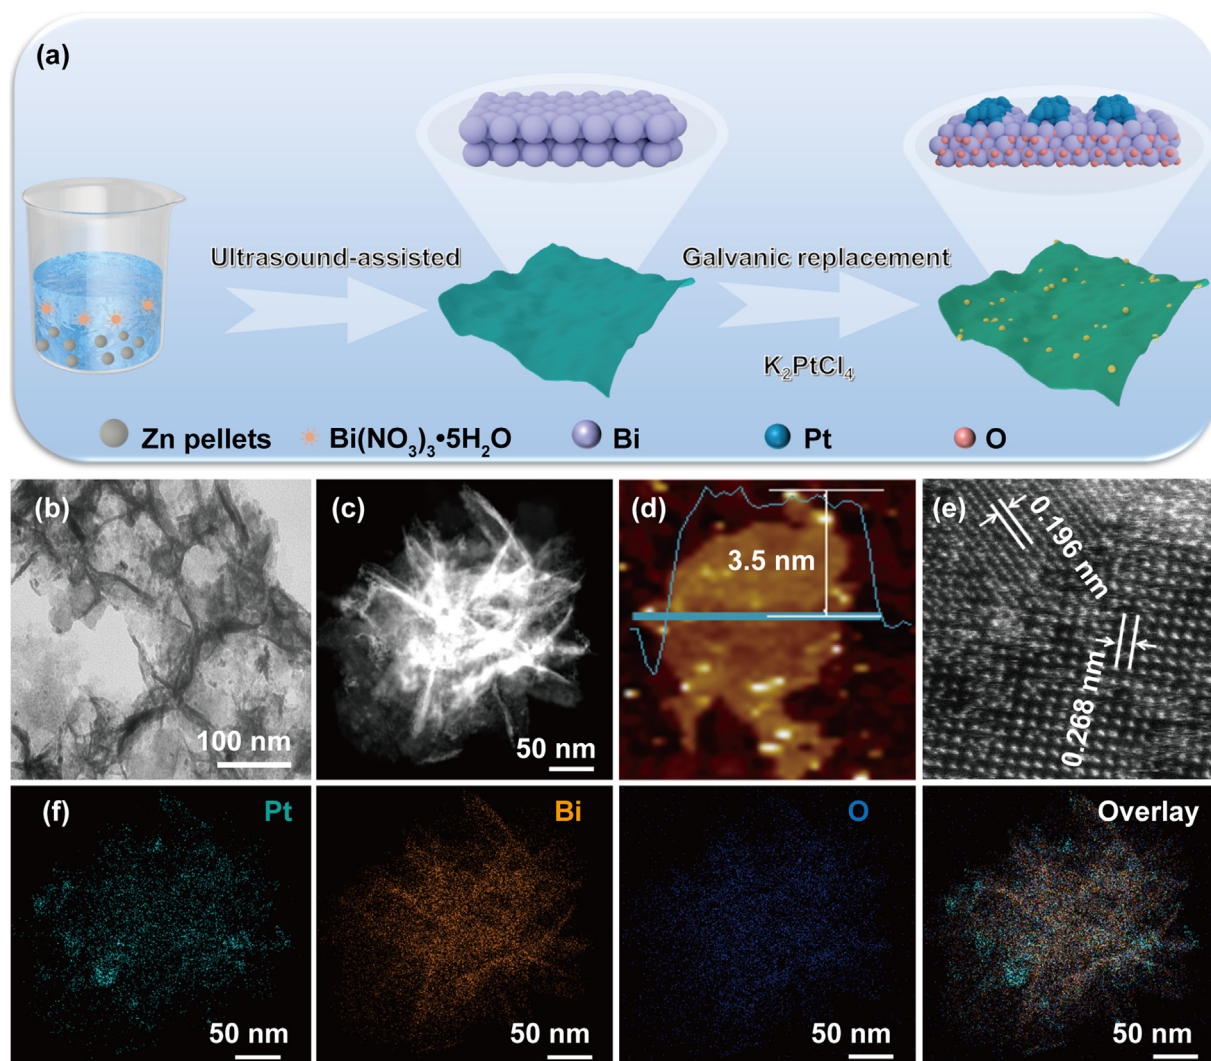 (a)
Ultrasound-assisted
Galvanic replacement
K₂PtCl₄
Zn pellets
Bi(NO₃)₃•5H₂O
Bi
Pt
O
(b)
100 nm
(c)
50 nm
(d)
3.5 nm
(e)
0.196 nm
0.268 nm
(f)
Pt
50 nm
Bi
50 nm
O
50 nm
Overlay
50 nm